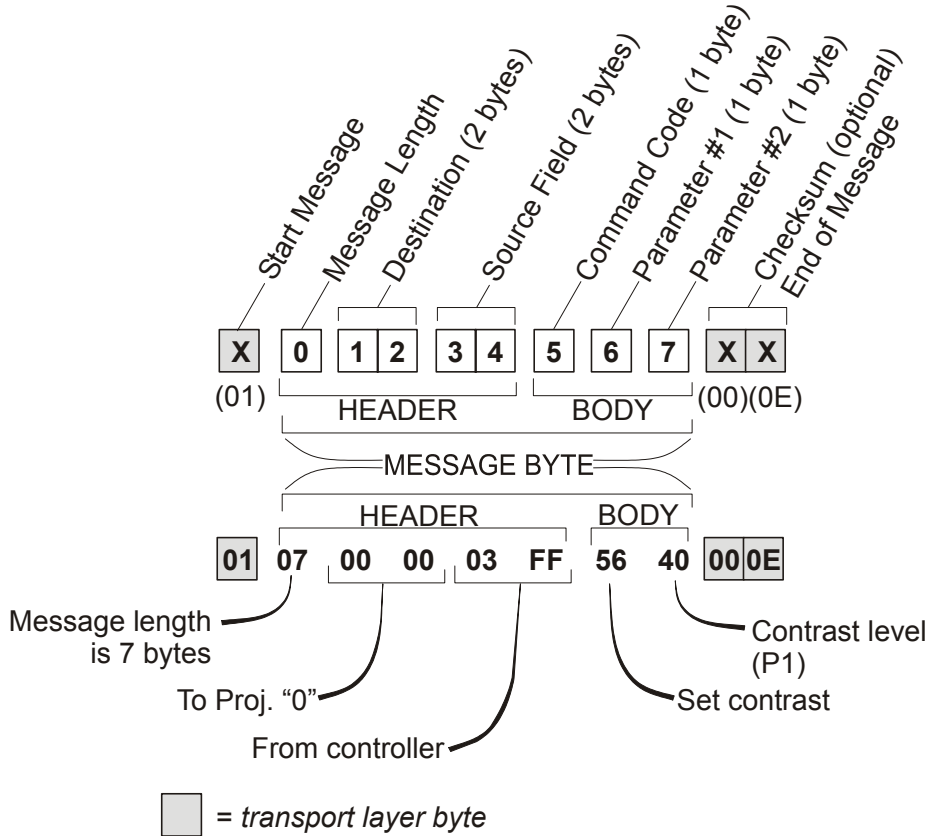 Start Message
Message Length
Destination (2 bytes)
Source Field (2 bytes)
Command Code (1 byte)
Parameter #1 (1 byte)
Parameter #2 (1 byte)
Checksum (optional)
End of Message
X 0 1 2 3 4 5 6 7 X X
(01) HEADER BODY (00)(0E)
MESSAGE BYTE
HEADER BODY
01 07 00 00 03 FF 56 40 00 0E
Message length
is 7 bytes
Contrast level
(P1)
To Proj. “0”
Set contrast
From controller
= transport layer byte